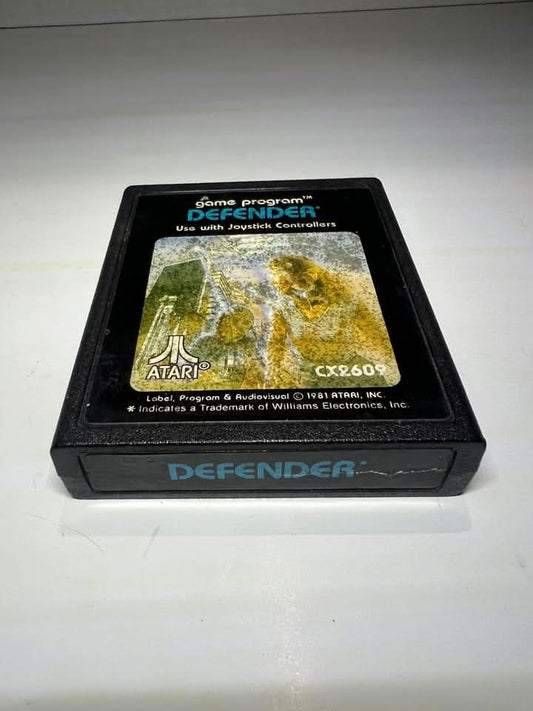 game program™
DEFENDER*
Use with Joystick Controllers
ATARI®
CX2609
Label, Program & Audiovisual © 1981 ATARI, INC.
* Indicates a Trademark of Williams Electronics, Inc.
DEFENDER*